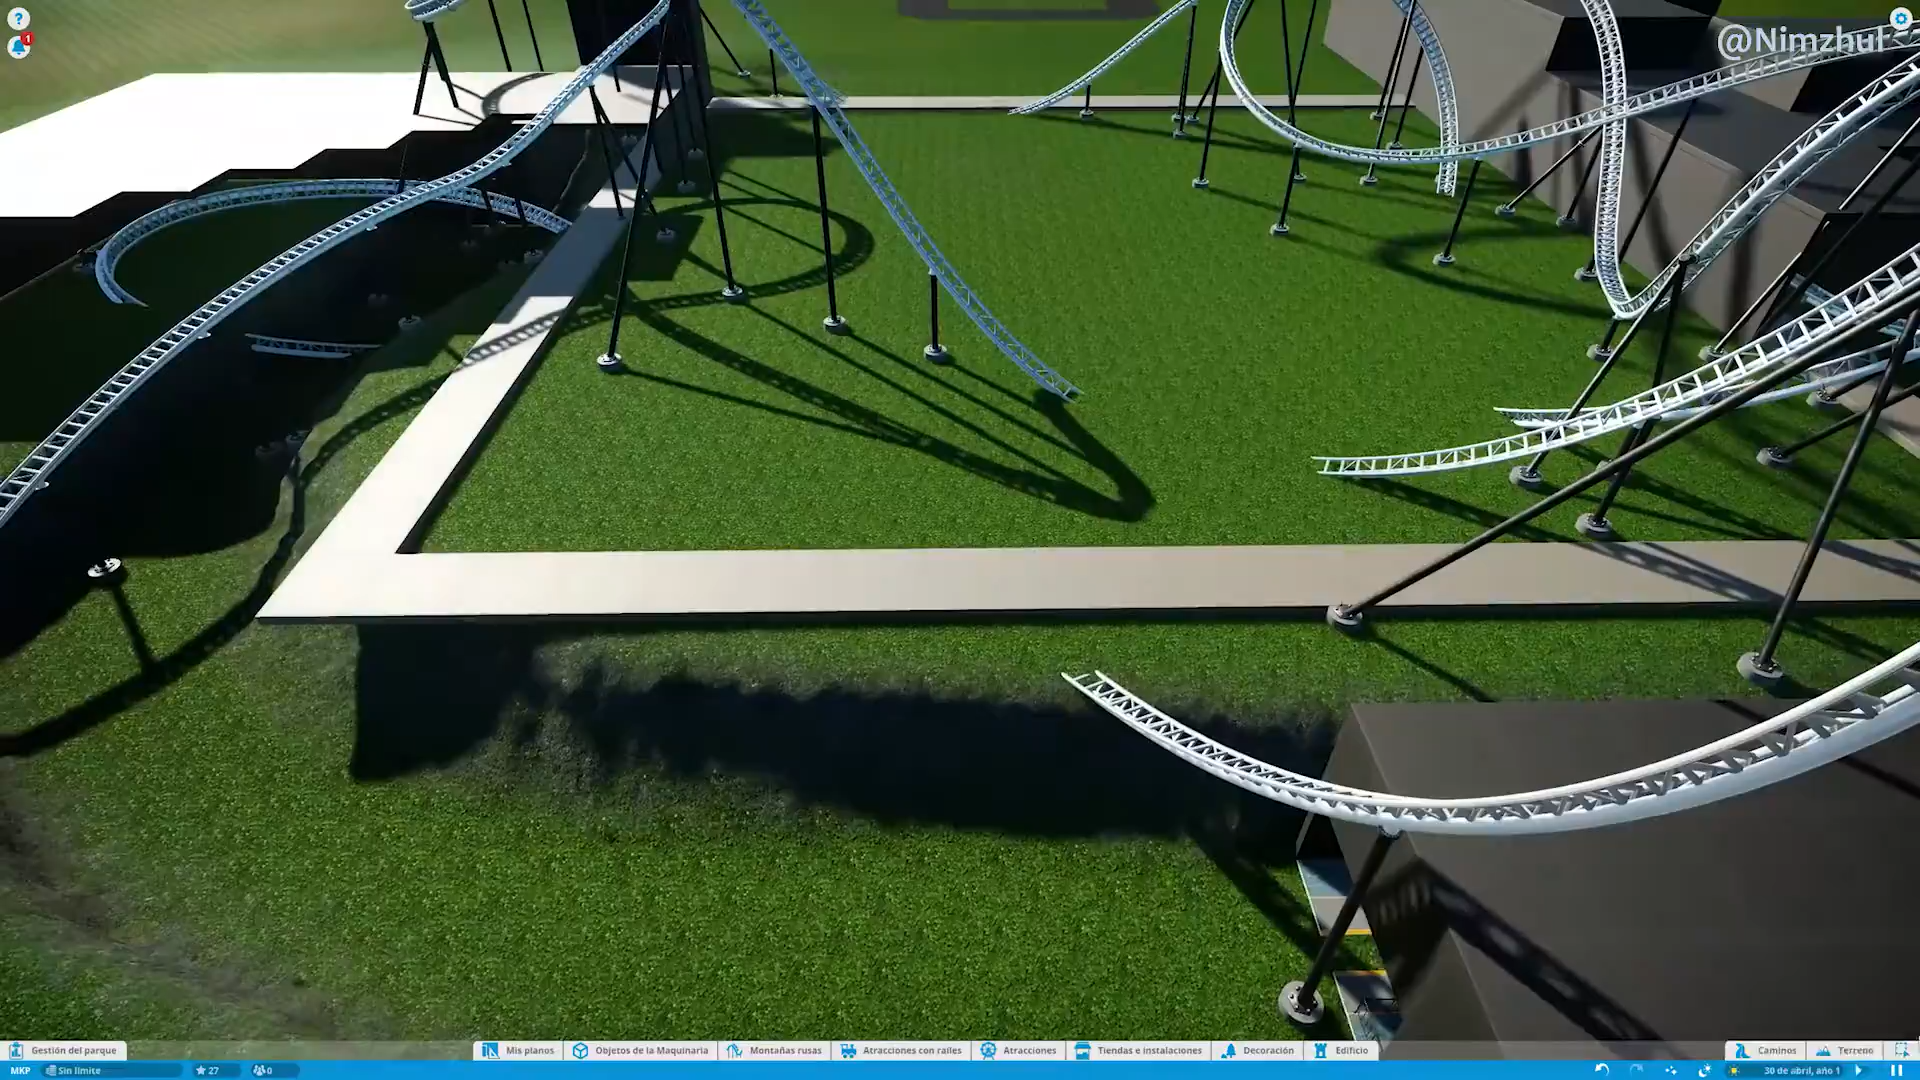 ?
1
@Nimzhul
Gestión del parque
Mis planos
Objetos de la Maquinaria
Montañas rusas
Atracciones con raíles
Atracciones
Tiendas e instalaciones
Decoración
Edificio
Caminos
Terreno
MKP
Sin límite
27
0
30 de abril, año 1